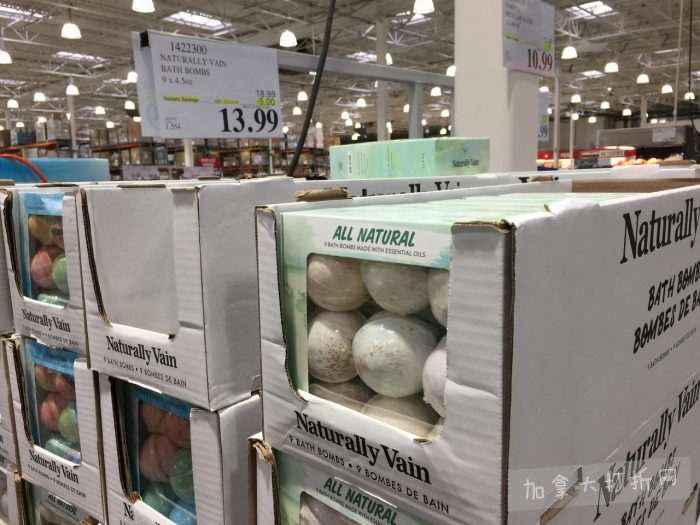 1422300
NATURALLY VAIN
BATH BOMBS
9 x 4.5oz
18.99
-5.00
13.99
10.99
.99
Naturally
ALL NATURAL
9 BATH BOMBS MADE WITH ESSENTIAL OILS
Naturally Vain
9 BATH BOMBS • 9 BOMBES DE BAIN
ALL NATURAL
Naturally Vain
9 BATH BOMBS • 9 BOMBES DE BAIN
Naturally Vain
Naturally
BATH BOMBS
BOMBES DE BAIN
Naturally Vain
加拿大打折网